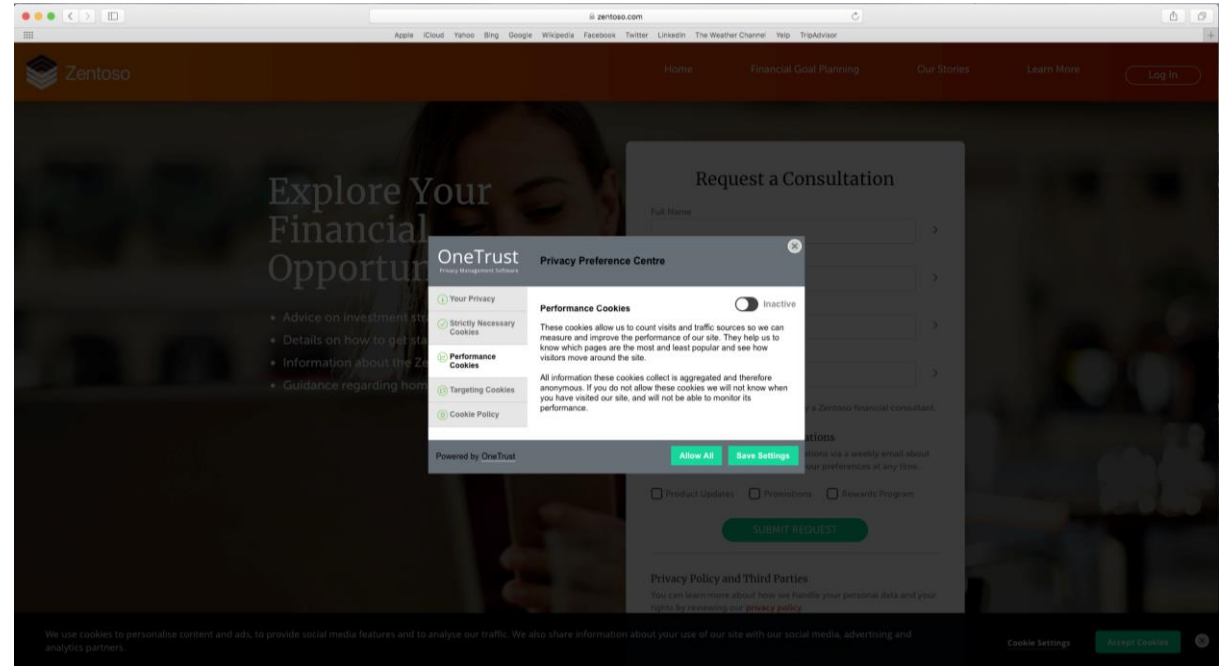 zentoso.com
Apple iCloud Yahoo Bing Google Wikipedia Facebook Twitter LinkedIn The Weather Channel Yelp TripAdvisor
Zentoso
Home Financial Goal Planning Our Stories Learn More Log In
Explore Your
Financial
Opportun
Advice on investment str
Details on how to get sta
Information about the Ze
Guidance regarding hom
Request a Consultation
Full Name
OneTrust
Privacy Management Software
Privacy Preference Centre
Your Privacy
Strictly Necessary
Cookies
Performance
Cookies
Targeting Cookies
Cookie Policy
Performance Cookies
Inactive
These cookies allow us to count visits and traffic sources so we can
measure and improve the performance of our site. They help us to
know which pages are the most and least popular and see how
visitors move around the site.
All information these cookies collect is aggregated and therefore
anonymous. If you do not allow these cookies we will not know when
you have visited our site, and will not be able to monitor its
performance.
Powered by OneTrust
Allow All
Save Settings
y a Zentoso financial consultant.
ations
ations via a weekly email about
our preferences at any time.
Product Updates Promotions Rewards Program
SUBMIT REQUEST
Privacy Policy and Third Parties
You can learn more about how we handle your personal data and your
rights by reviewing our privacy policy.
We use cookies to personalise content and ads, to provide social media features and to analyse our traffic. We also share information about your use of our site with our social media, advertising and
analytics partners.
Cookie Settings
Accept Cookies